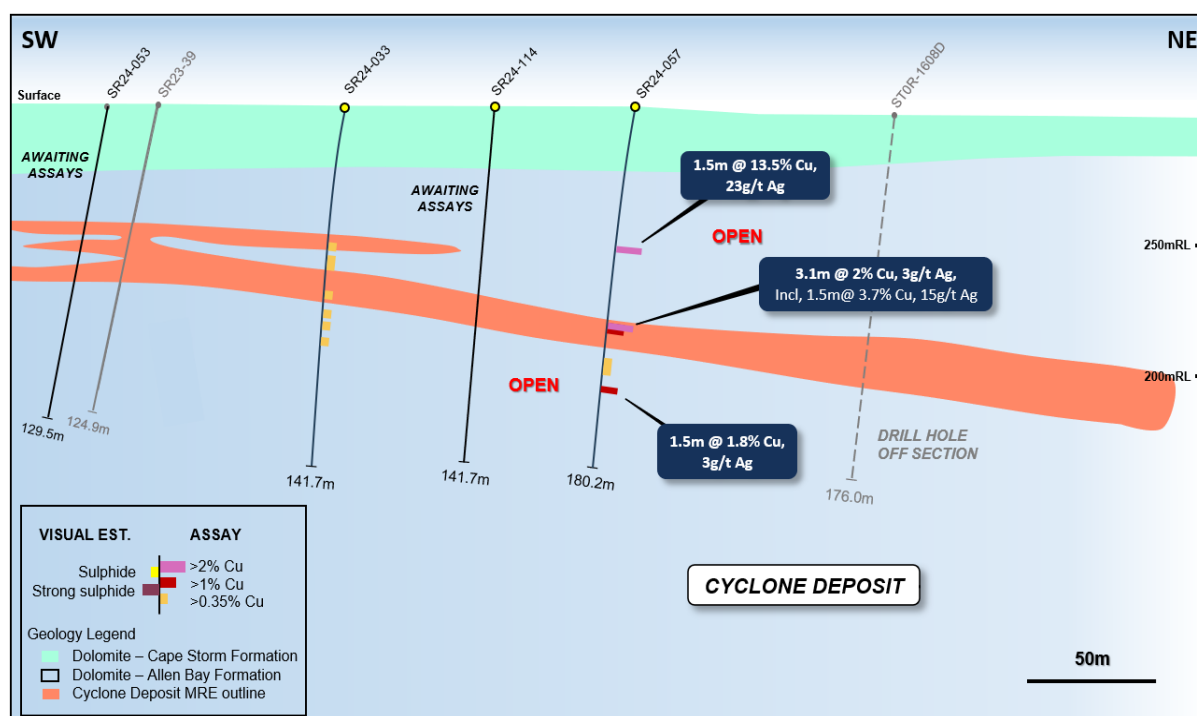 SW
NE
SR24-053
SR23-39
SR24-033
SR24-114
SR24-057
STOR-1608D
Surface
AWAITING
ASSAYS
AWAITING
ASSAYS
1.5m @ 13.5% Cu,
23g/t Ag
OPEN
250mRL
3.1m @ 2% Cu, 3g/t Ag,
Incl, 1.5m@ 3.7% Cu, 15g/t Ag
OPEN
200mRL
1.5m @ 1.8% Cu,
3g/t Ag
DRILL HOLE
OFF SECTION
129.5m
124.9m
141.7m
141.7m
180.2m
176.0m
VISUAL EST.
ASSAY
Sulphide
Strong sulphide
>2% Cu
>1% Cu
>0.35% Cu
Geology Legend
Dolomite – Cape Storm Formation
Dolomite – Allen Bay Formation
Cyclone Deposit MRE outline
CYCLONE DEPOSIT
50m